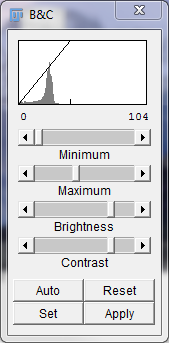 B&C
0 104
Minimum
Maximum
Brightness
Contrast
Auto Reset
Set Apply